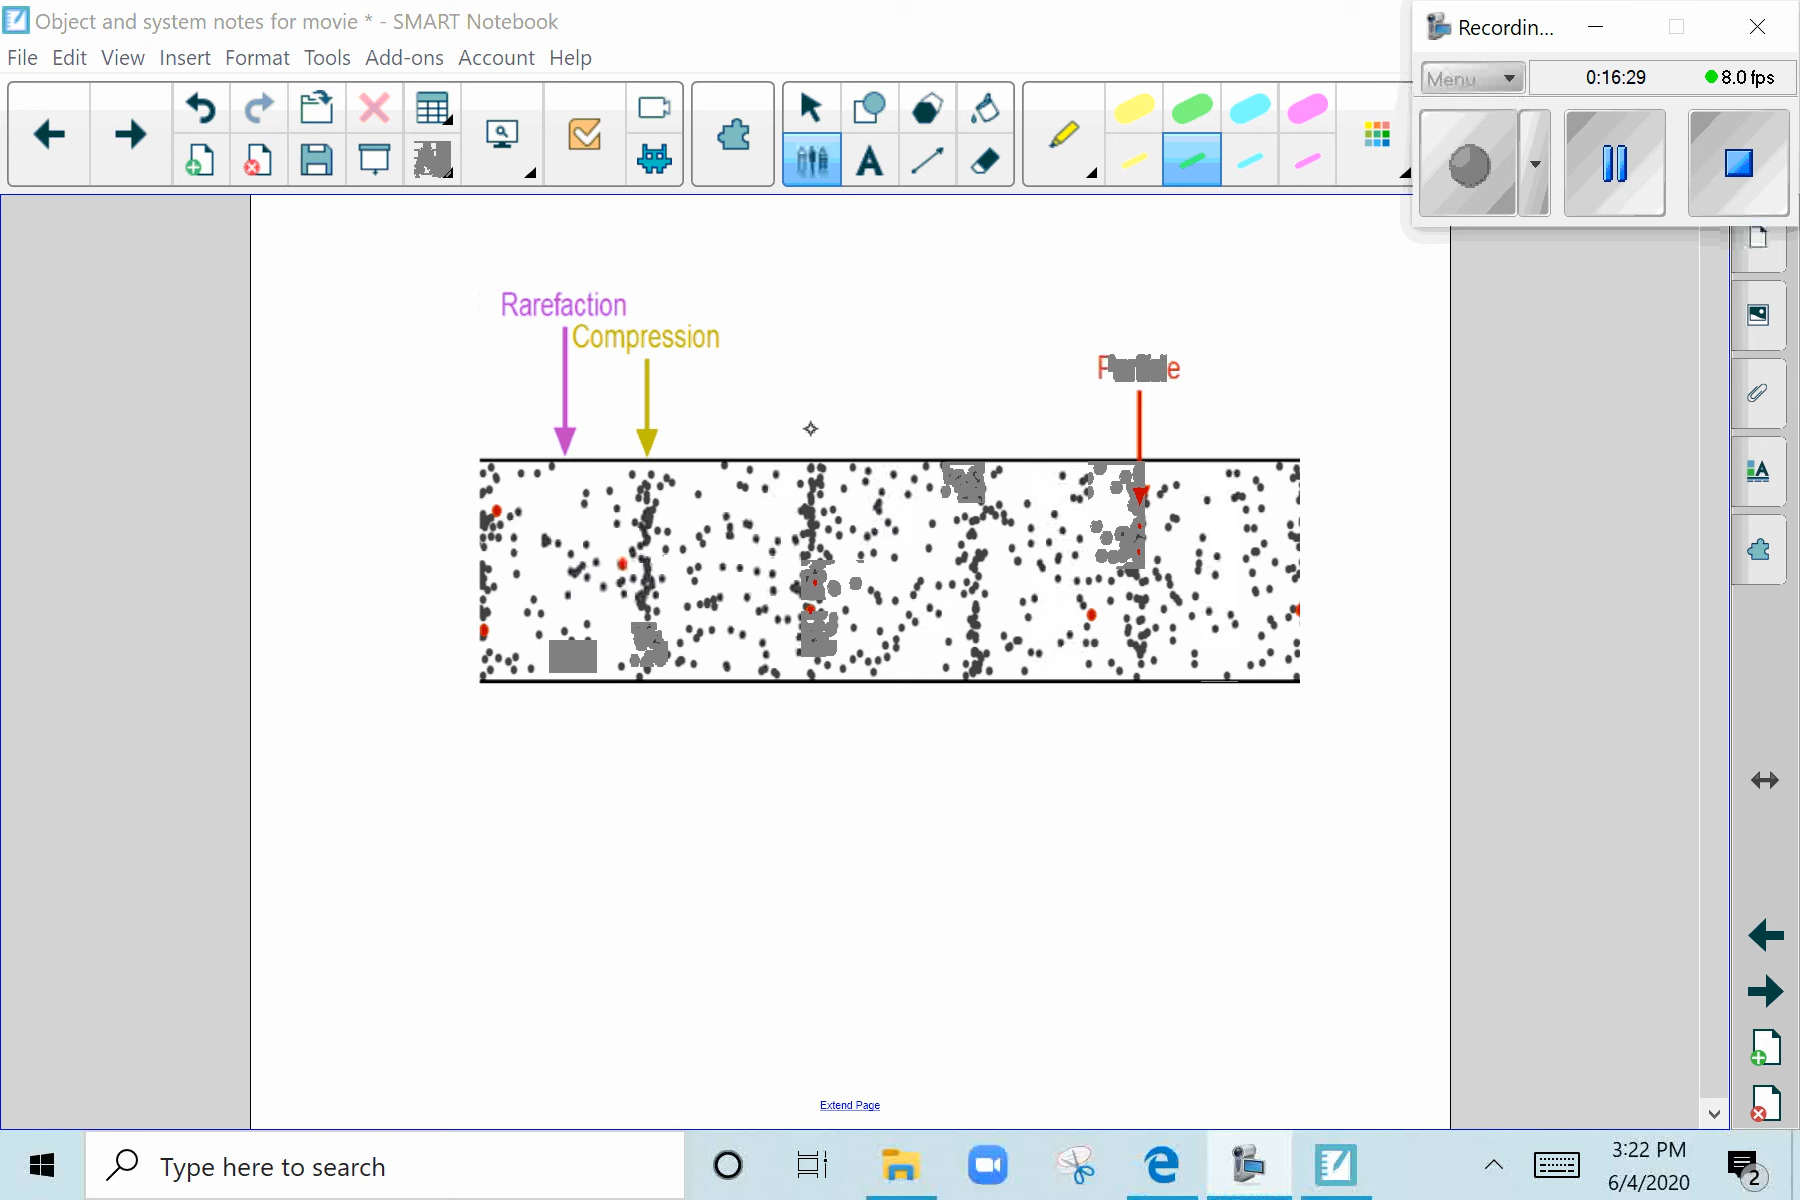 Object and system notes for movie * - SMART Notebook
Recordin...
File Edit View Insert Format Tools Add-ons Account Help
Menu
0:16:29
8.0 fps
Rarefaction
Compression
Extend Page
Type here to search
3:22 PM
6/4/2020
2